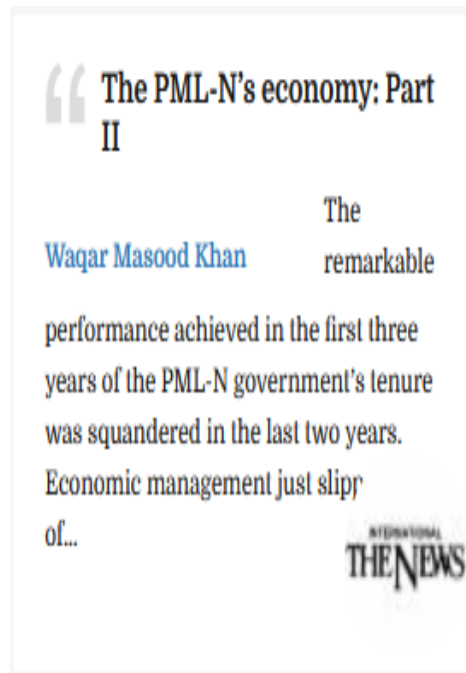 The PML-N’s economy: Part
II
Waqar Masood Khan
The
remarkable
performance achieved in the first three
years of the PML-N government’s tenure
was squandered in the last two years.
Economic management just
of...
INTERNATIONAL
THE NEWS